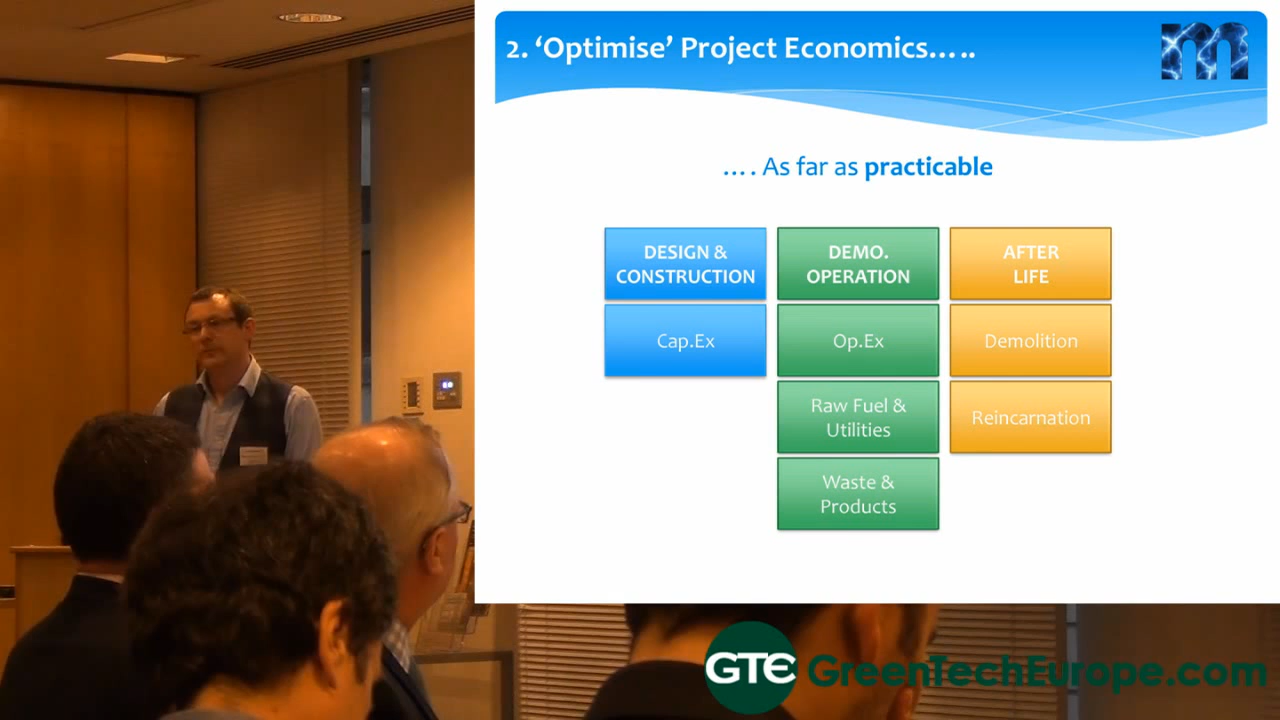 2. ‘Optimise’ Project Economics…..
m
…. As far as practicable
DESIGN &
CONSTRUCTION
Cap.Ex
DEMO.
OPERATION
Op.Ex
Raw Fuel &
Utilities
Waste &
Products
AFTER
LIFE
Demolition
Reincarnation
GTE GreenTechEurope.com